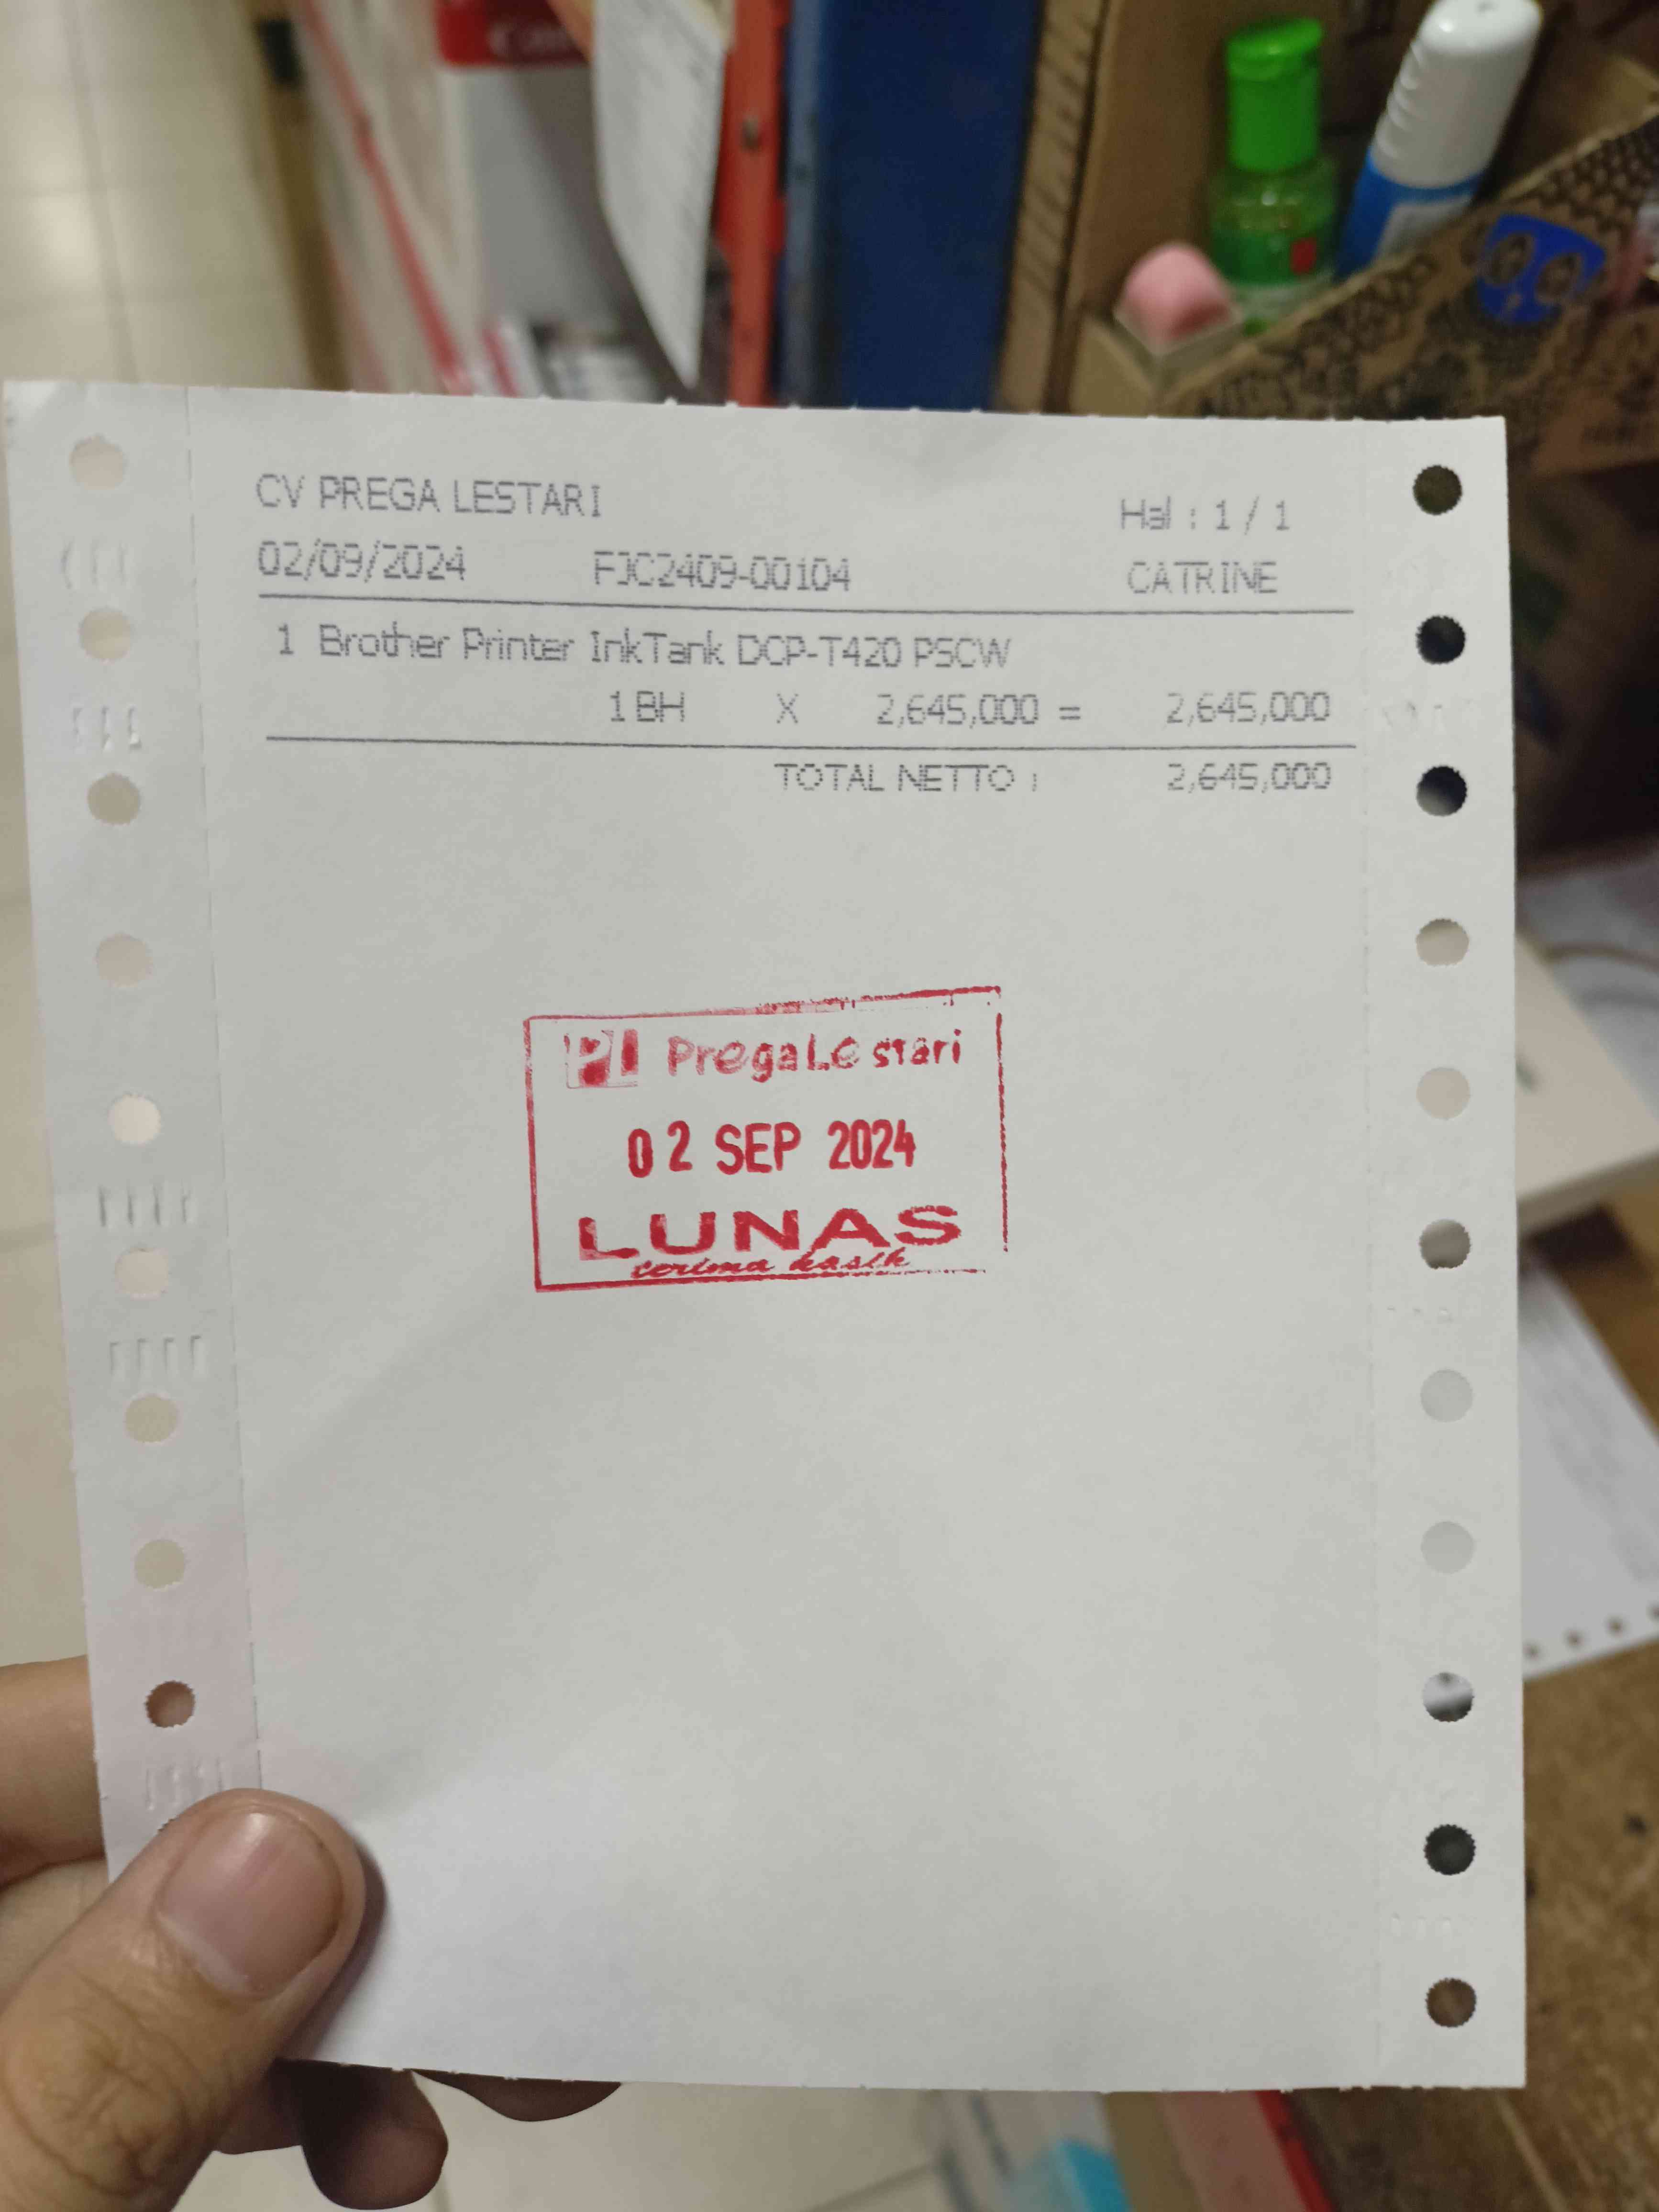 CV PREGA LESTARI
Hal : 1 / 1
02/09/2024 FJC2409-00104 CATRINE
1 Brother Printer InkTank DCP-T420 PSCW
1 BH X 2,645,000 = 2,645,000
TOTAL NETTO : 2,645,000
PL PregaLestari
02 SEP 2024
LUNAS
terima kasih